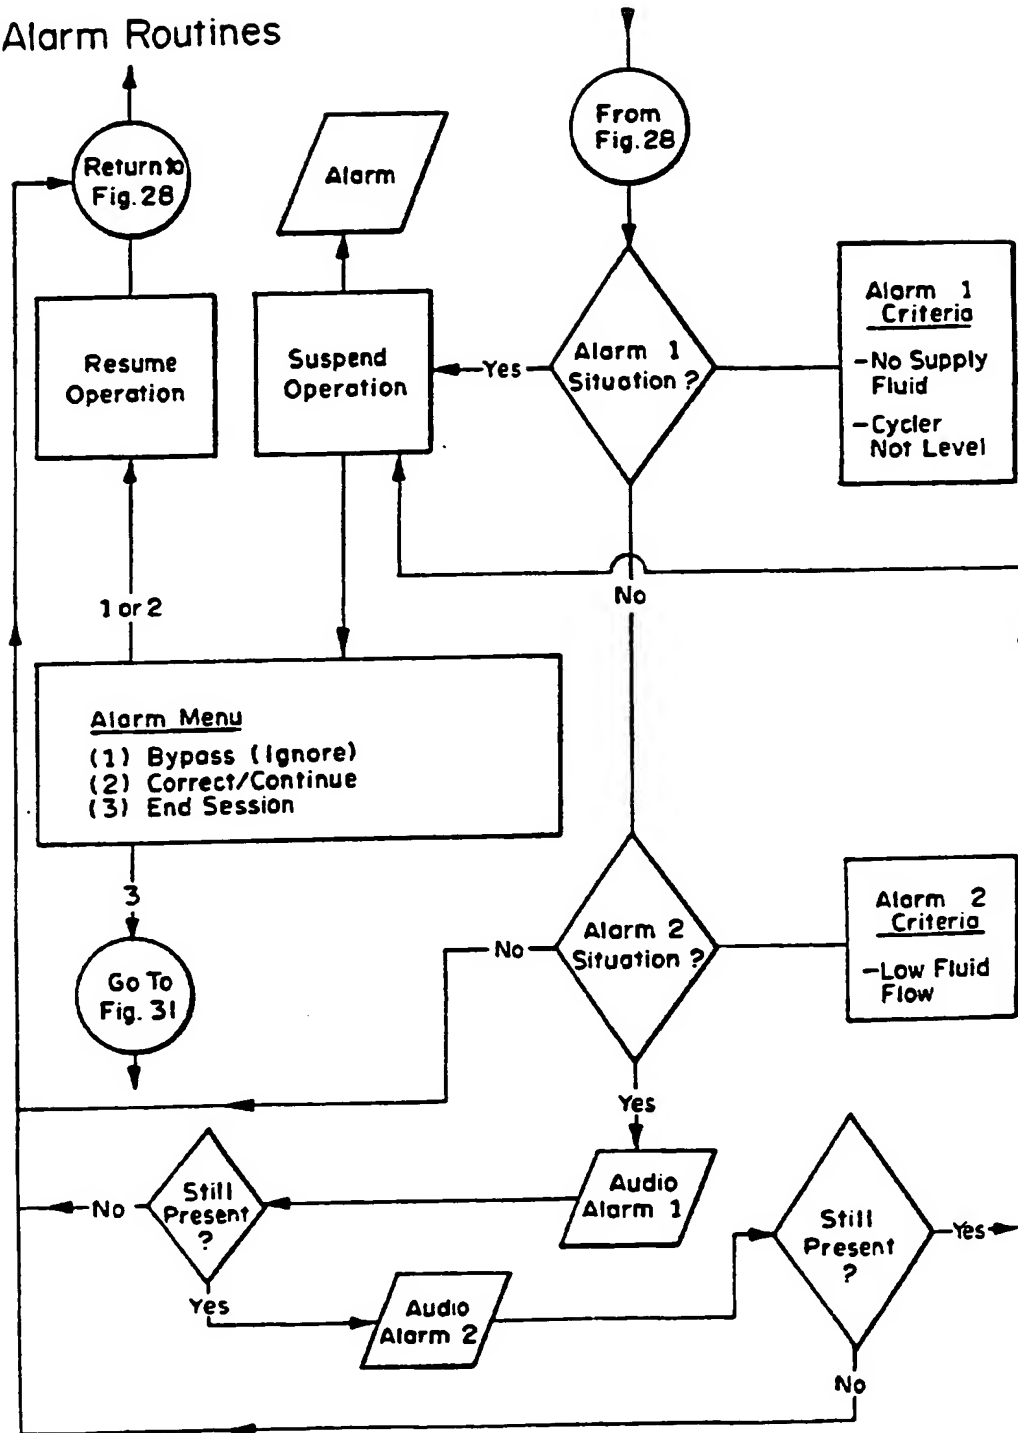 Alarm Routines
From
Fig.28
Return to
Fig. 28
Alarm
Alarm 1
Criteria
-No Supply
Fluid
-Cycler
Not Level
Resume
Operation
Suspend
Operation
Yes
Alarm 1
Situation ?
No
1 or 2
Alarm Menu
(1) Bypass (Ignore)
(2) Correct/Continue
(3) End Session
3
Go To
Fig. 31
No
Alarm 2
Situation ?
Alarm 2
Criteria
-Low Fluid
Flow
Yes
Audio
Alarm 1
No
Still
Present
?
Yes
Audio
Alarm 2
Still
Present
?
Yes
No